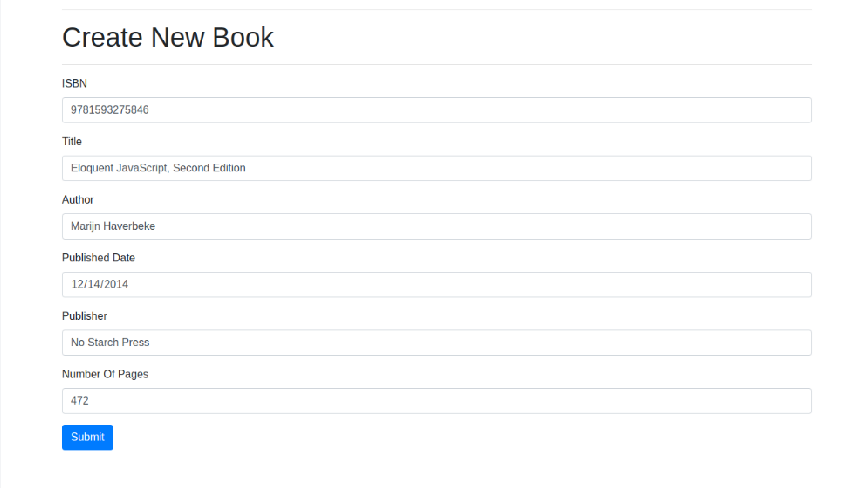 Create New Book
ISBN
9781593275846
Title
Eloquent JavaScript, Second Edition
Author
Marijn Haverbeke
Published Date
12/14/2014
Publisher
No Starch Press
Number Of Pages
472
Submit